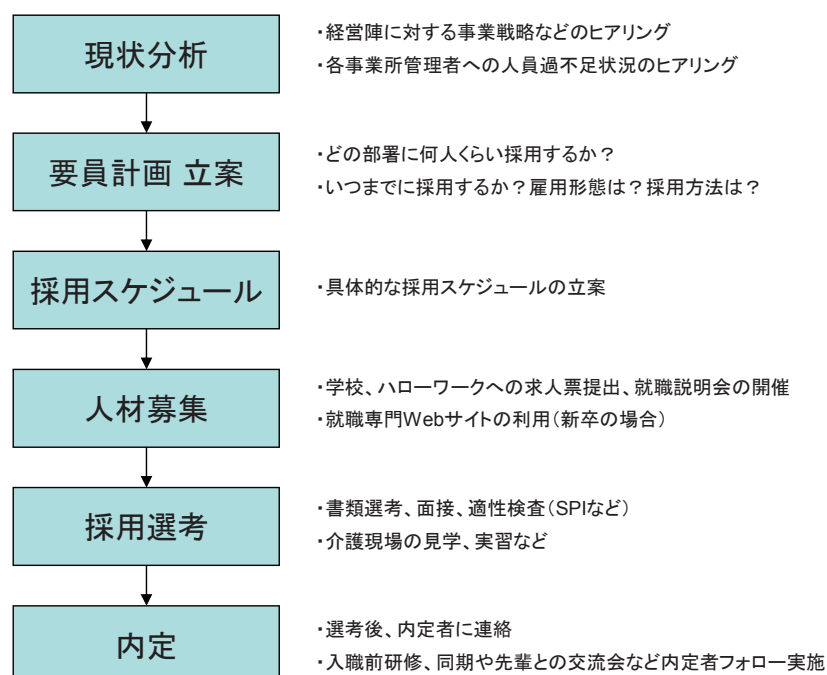 現状分析
・経営陣に対する事業戦略などのヒアリング
・各事業所管理者への人員過不足状況のヒアリング
要員計画 立案
・どの部署に何人くらい採用するか？
・いつまでに採用するか？雇用形態は？採用方法は？
採用スケジュール
・具体的な採用スケジュールの立案
人材募集
・学校、ハローワークへの求人票提出、就職説明会の開催
・就職専門Webサイトの利用（新卒の場合）
採用選考
・書類選考、面接、適性検査（SPIなど）
・介護現場の見学、実習など
内定
・選考後、内定者に連絡
・入職前研修、同期や先輩との交流会など内定者フォロー実施